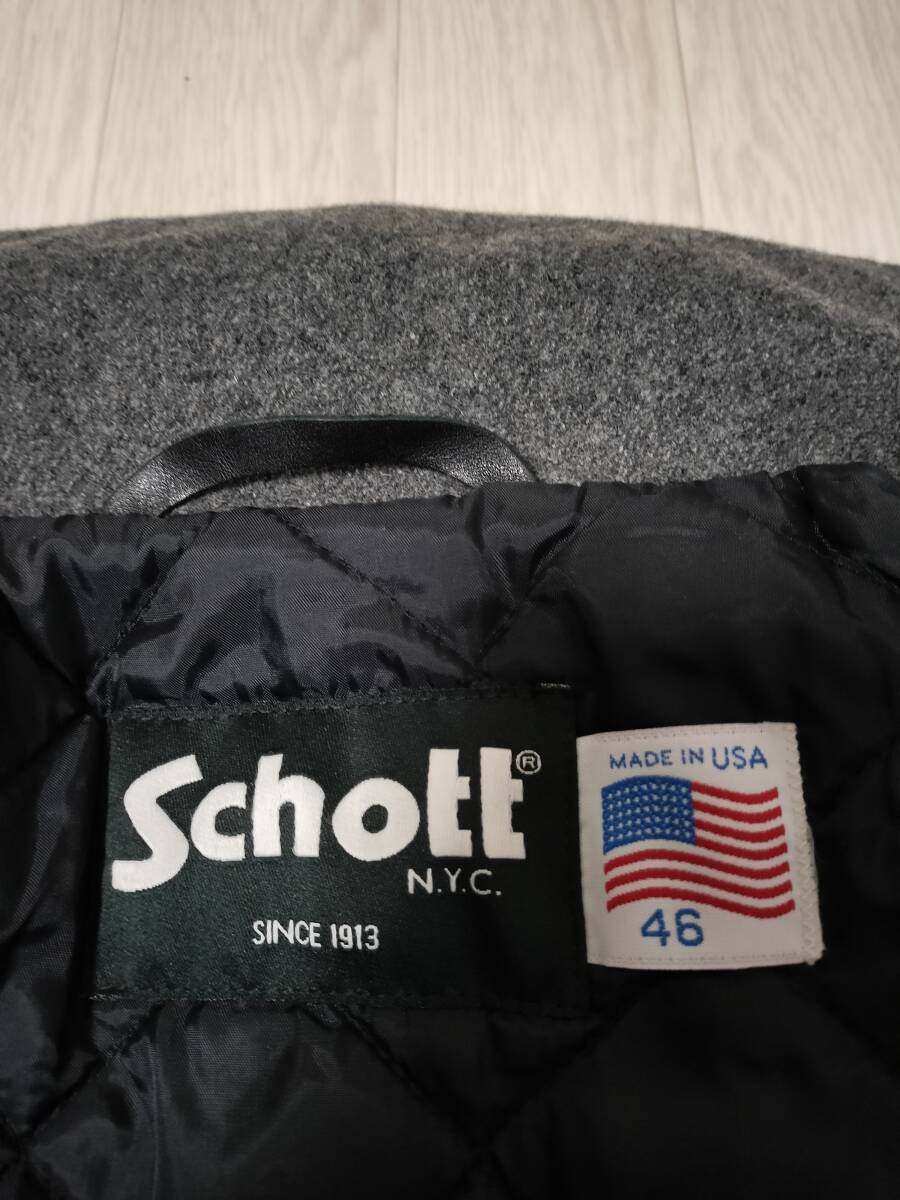 Schott®
N.Y.C.
SINCE 1913
MADE IN USA
46